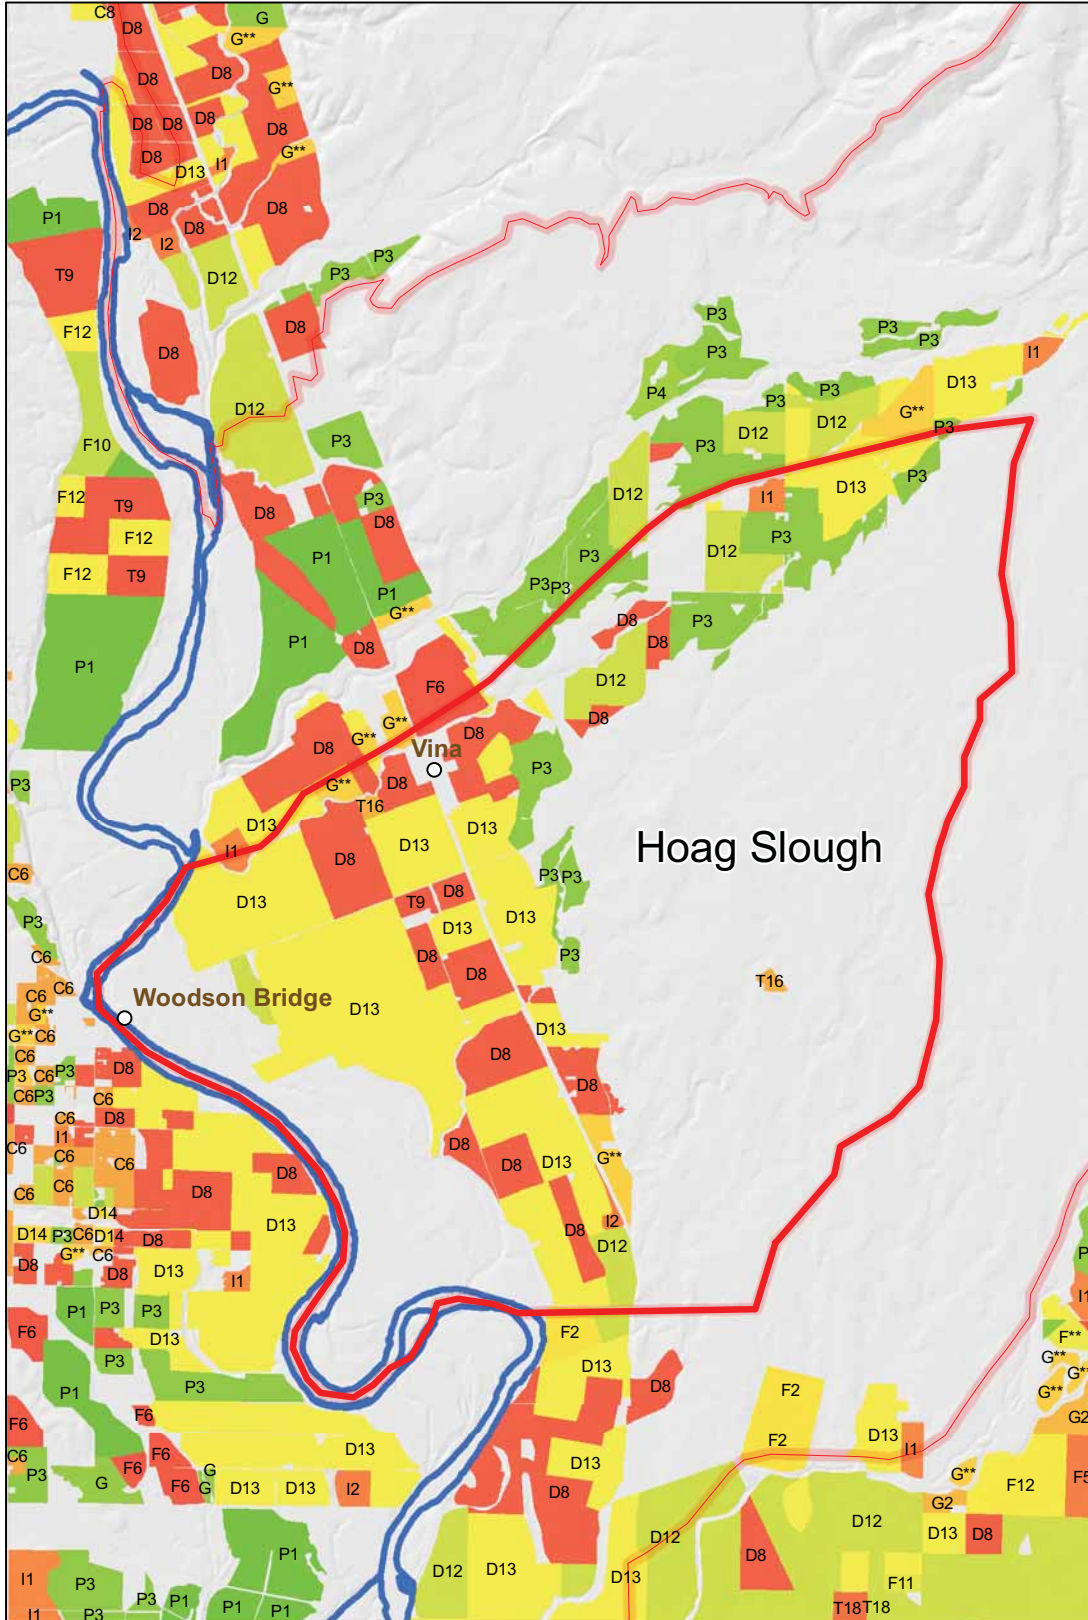 C8
D8
G
G**
D8
D8
G**
D8
D8
D8
D8
G**
D8
D13
I1
P1
D8
D8
I2
D8
I2
P3
P3
T9
D12
P3
P3
P3
F12
D8
D8
I1
D13
P4
P3
P3
D12
D12
D12
G**
P3
P3
F10
P3
D8
P3
D13
P3
F12
T9
D8
D12
I1
F12
P1
P3
D12
P3
F12
T9
P3
P3
P1
G**
D8
P3
P1
D8
D8
P1
F6
D12
G**
D8
G**
D8
D8
Vina
P3
G**
D8
P3
T16
D13
D13
D13
I1
D8
Hoag Slough
C6
P3
P3
D13
T9
D8
D13
D13
P3
D8
P3
C6
D8
T16
C6
C6
Woodson Bridge
G**
D13
D13
G**
C6
C6
P3
D8
D8
P3
C6
D8
C6
P3
C6
C6
D8
I1
D8
C6
C6
C6
D8
D8
D13
G**
C6
C6
D8
D14
D13
D8
I2
D14
P3
C6
D14
D8
D12
G**
C6
P
D8
D8
D13
I1
I1
P1
P3
P3
F6
D13
F2
F**
P3
D13
G**
G**
P1
P3
D8
F2
G**
F6
F6
G2
C6
F6
D13
F2
D13
I1
P3
F6
G
D13
G**
G
F6
G
D13
D13
I2
D8
F12
F5
G2
P1
D12
D12
D13
D8
D8
I1
P3
D12
D13
D13
F11
P3
P1
P1
T18
T18
I1
P3